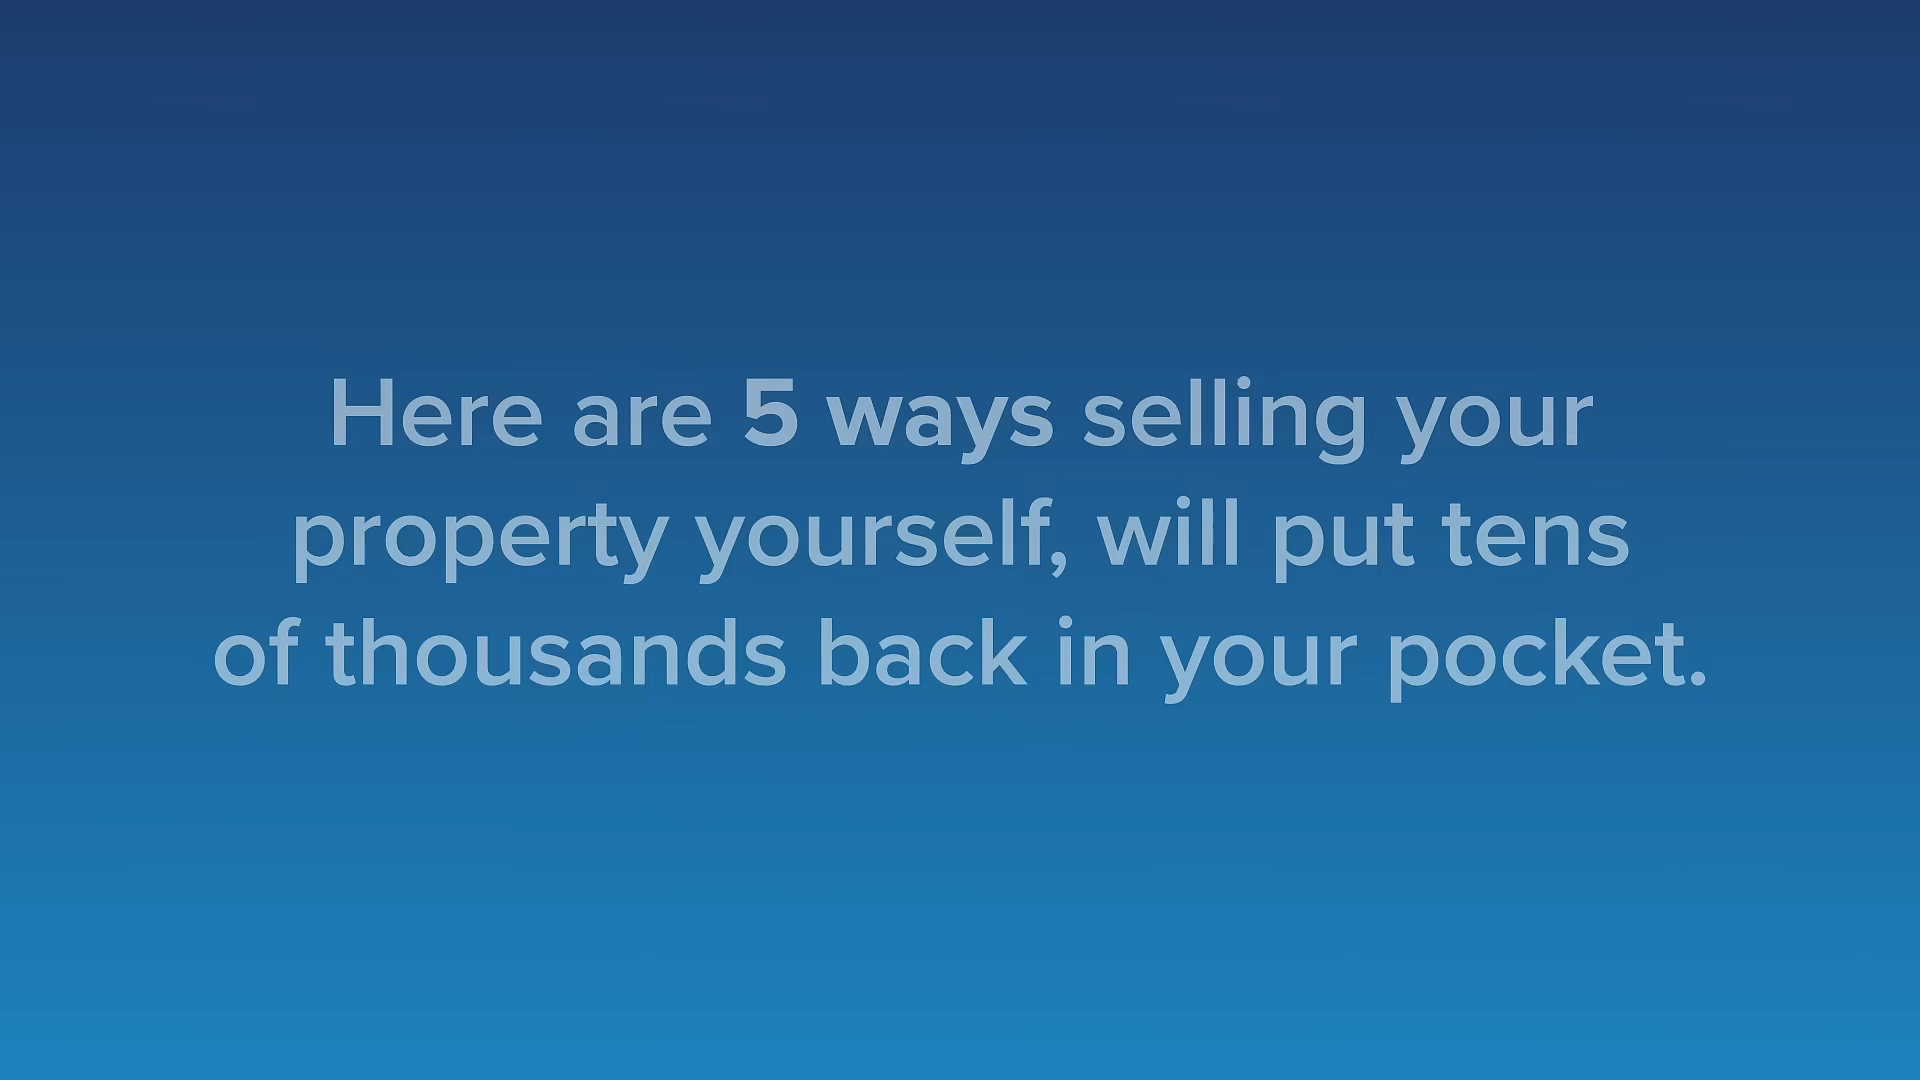 Here are 5 ways selling your
property yourself, will put tens
of thousands back in your pocket.